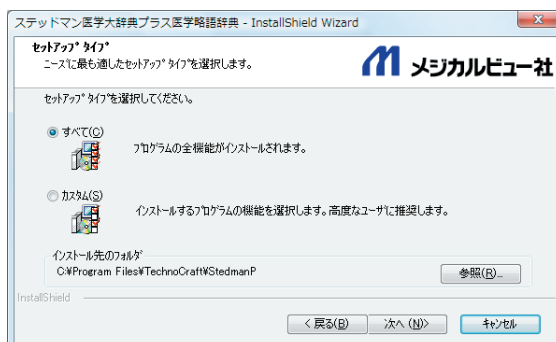 ステッドマン医学大辞典プラス医学略語辞典 - InstallShield Wizard
セットアップ タイプ
ニーズに最も適したセットアップ タイプを選択します。
メジカルビュー社
セットアップ タイプを選択してください。
すべて(C)
プログラムの全機能がインストールされます。
カスタム(S)
インストールするプログラムの機能を選択します。高度なユーザに推奨します。
インストール先のフォルダ
C:¥Program Files¥TechnoCraft¥StedmanP
参照(R)...
InstallShield
< 戻る(B)
次へ (N)>
キャンセル